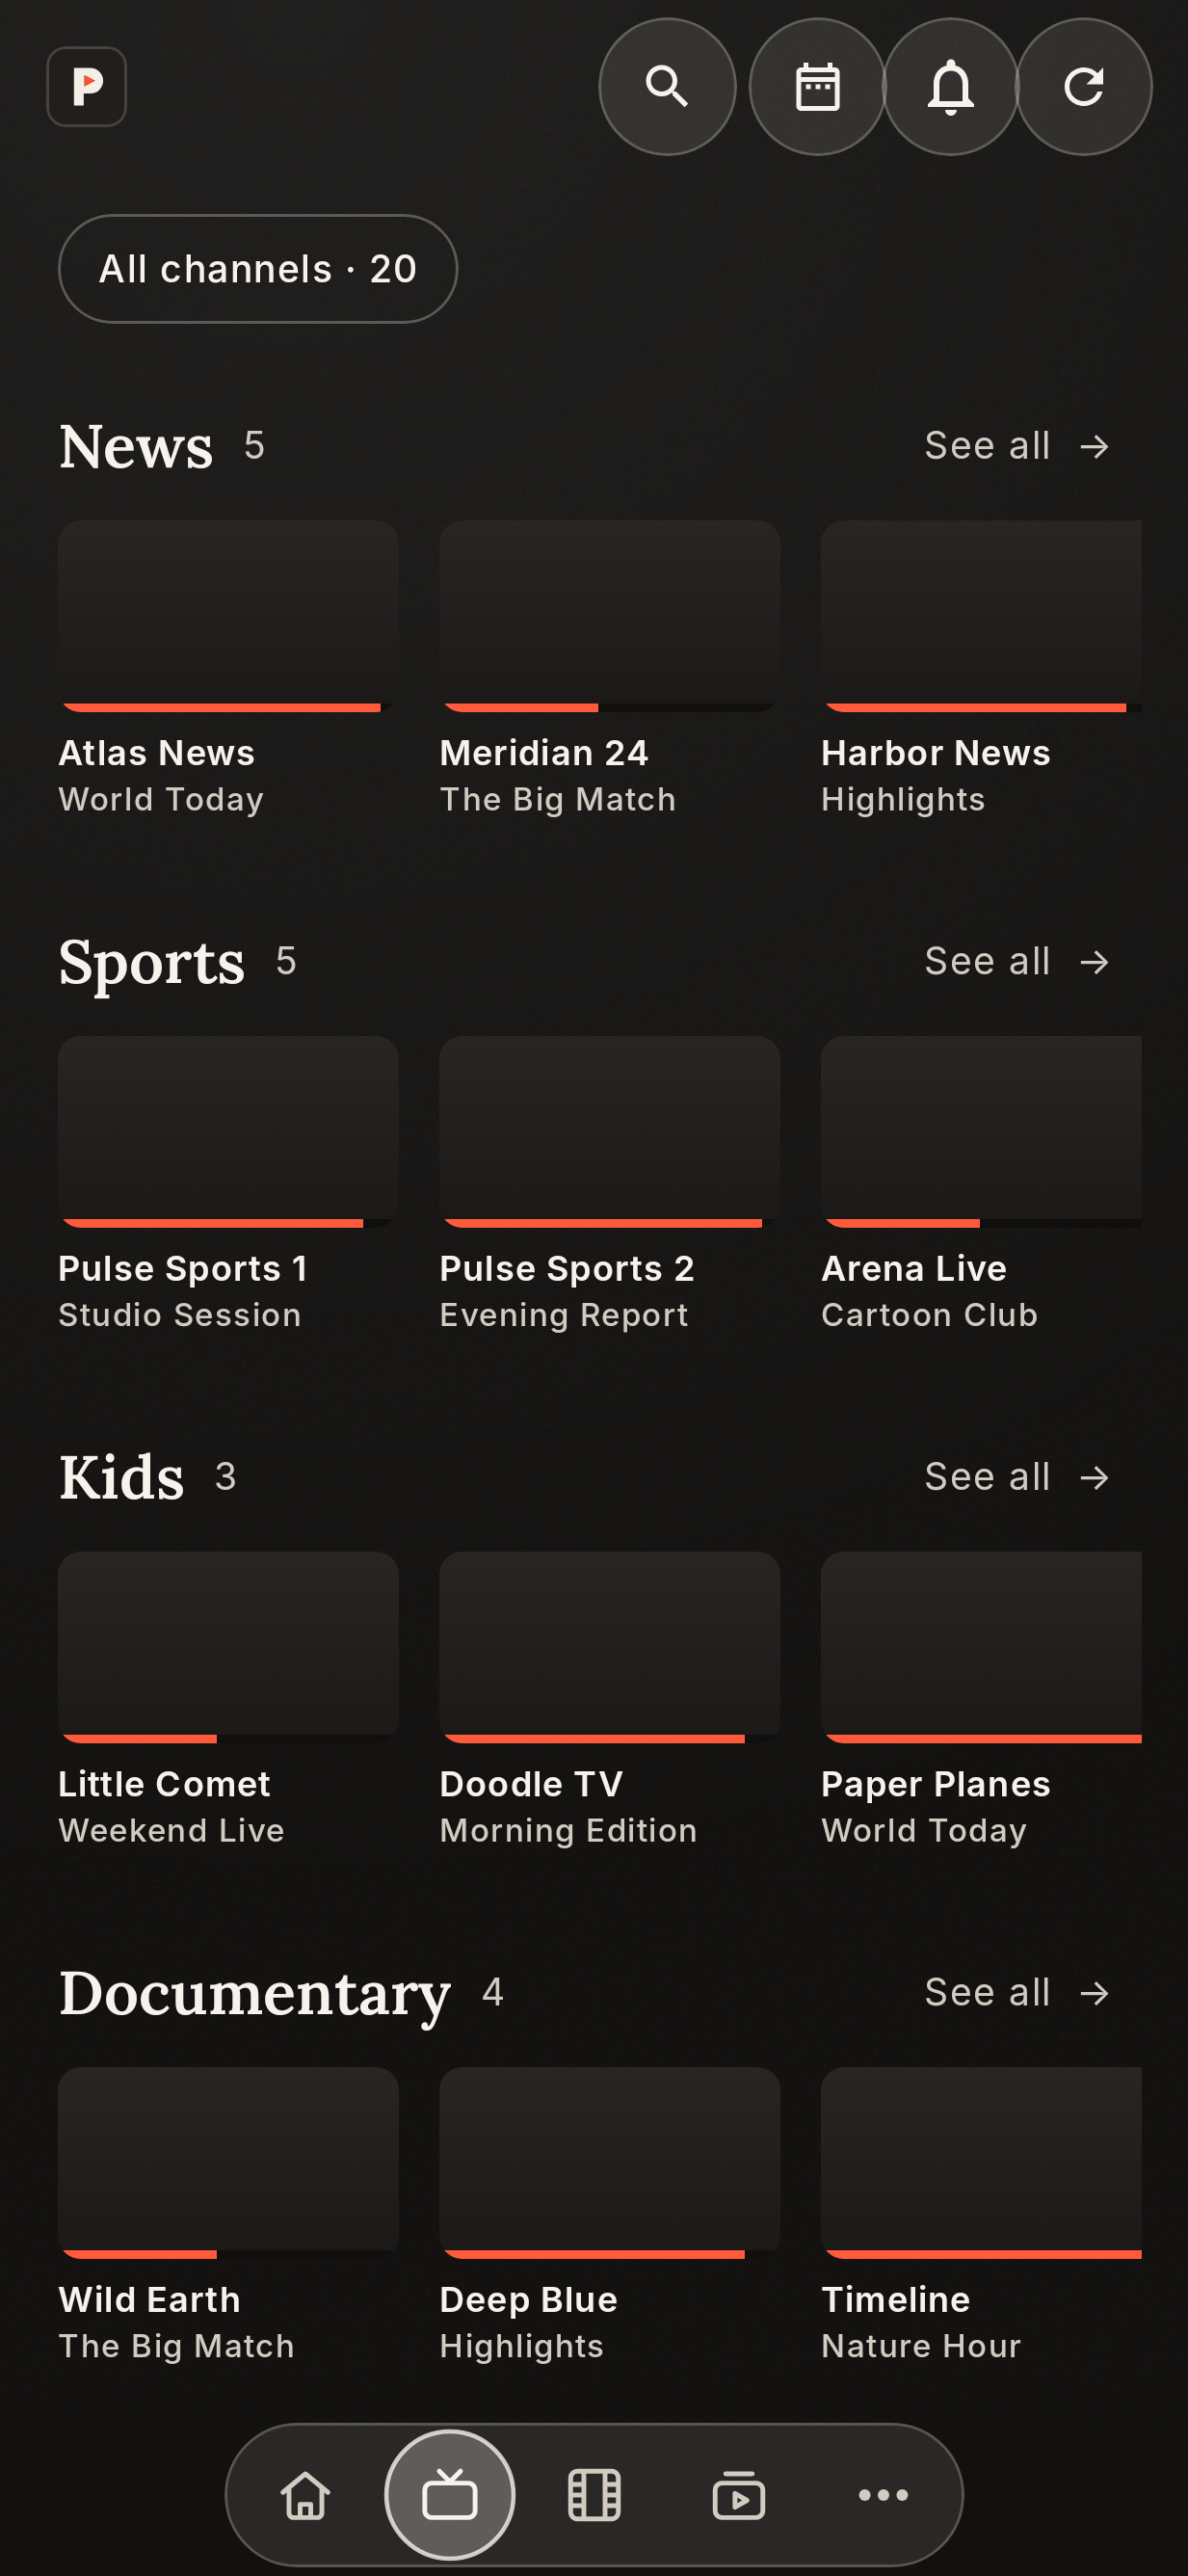 P
All channels · 20
News 5 See all →
Atlas News Meridian 24 Harbor News
World Today The Big Match Highlights
Sports 5 See all →
Pulse Sports 1 Pulse Sports 2 Arena Live
Studio Session Evening Report Cartoon Club
Kids 3 See all →
Little Comet Doodle TV Paper Planes
Weekend Live Morning Edition World Today
Documentary 4 See all →
Wild Earth Deep Blue Timeline
The Big Match Highlights Nature Hour